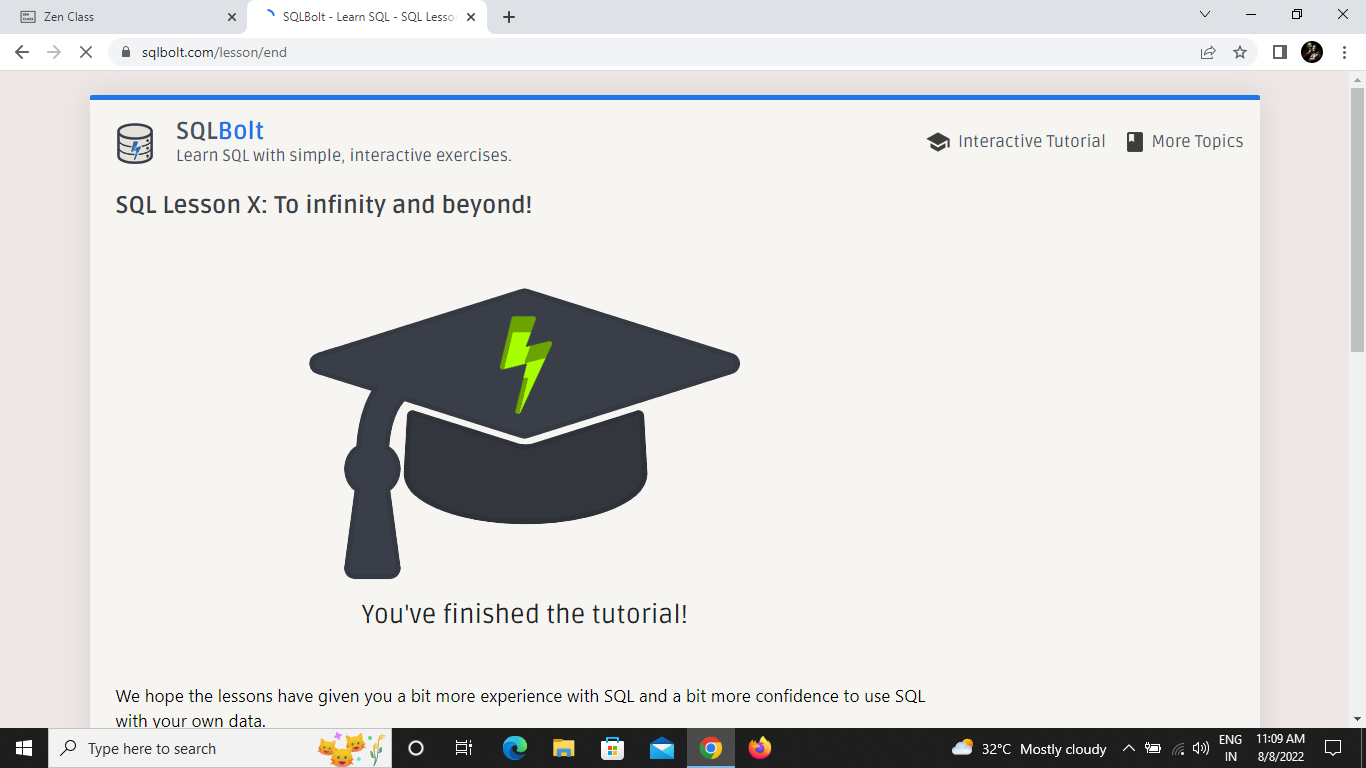 Zen Class
SQLBolt - Learn SQL - SQL Lesson
sqlbolt.com/lesson/end
SQLBolt
Learn SQL with simple, interactive exercises.
Interactive Tutorial
More Topics
SQL Lesson X: To infinity and beyond!
You've finished the tutorial!
We hope the lessons have given you a bit more experience with SQL and a bit more confidence to use SQL
with your own data.
Type here to search
32°C Mostly cloudy
ENG
IN
11:09 AM
8/8/2022